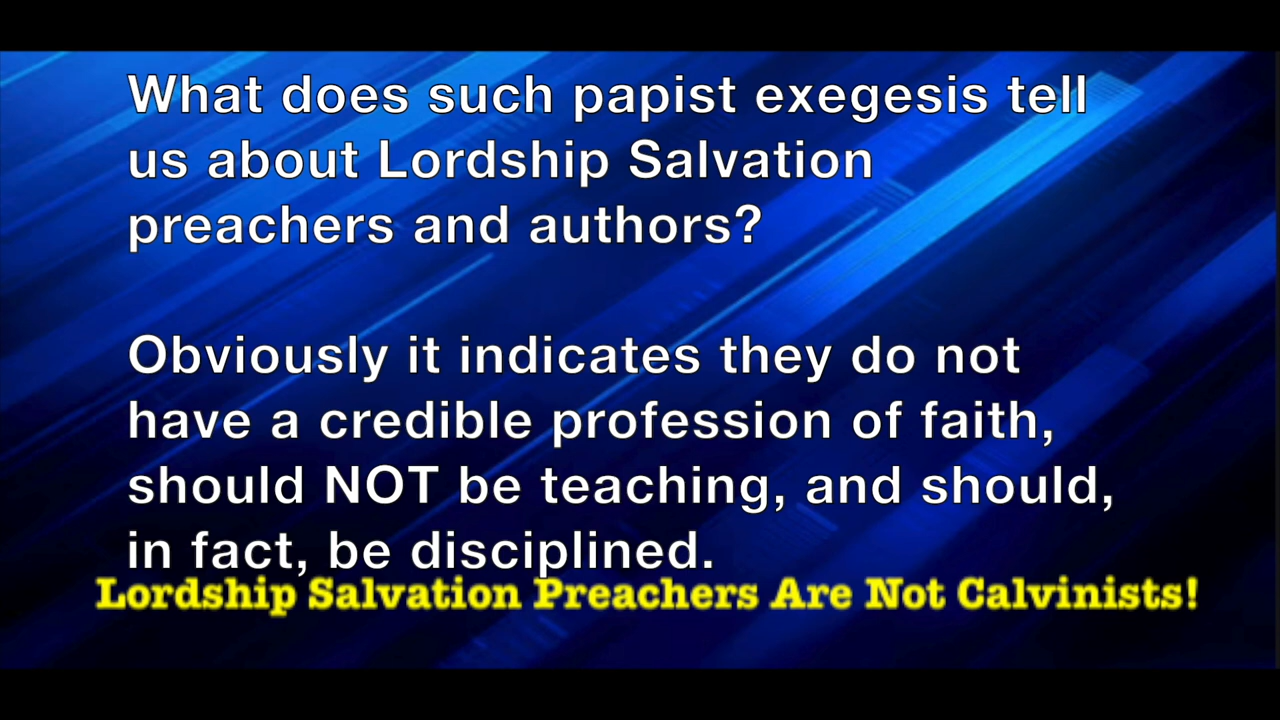 What does such papist exegesis tell
us about Lordship Salvation
preachers and authors?
Obviously it indicates they do not
have a credible profession of faith,
should NOT be teaching, and should,
in fact, be disciplined.
Lordship Salvation Preachers Are Not Calvinists!